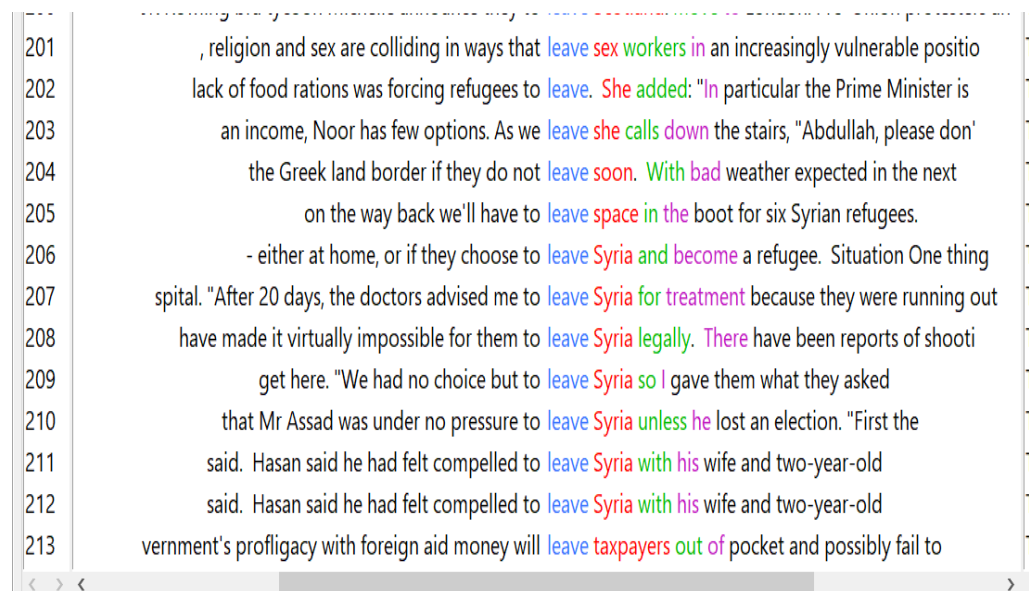 201 , religion and sex are colliding in ways that leave sex workers in an increasingly vulnerable positio
202 lack of food rations was forcing refugees to leave. She added: "In particular the Prime Minister is
203 an income, Noor has few options. As we leave she calls down the stairs, "Abdullah, please don'
204 the Greek land border if they do not leave soon. With bad weather expected in the next
205 on the way back we'll have to leave space in the boot for six Syrian refugees.
206 - either at home, or if they choose to leave Syria and become a refugee. Situation One thing
207 spital. "After 20 days, the doctors advised me to leave Syria for treatment because they were running out
208 have made it virtually impossible for them to leave Syria legally. There have been reports of shooti
209 get here. "We had no choice but to leave Syria so I gave them what they asked
210 that Mr Assad was under no pressure to leave Syria unless he lost an election. "First the
211 said. Hasan said he had felt compelled to leave Syria with his wife and two-year-old
212 said. Hasan said he had felt compelled to leave Syria with his wife and two-year-old
213 vernment's profligacy with foreign aid money will leave taxpayers out of pocket and possibly fail to